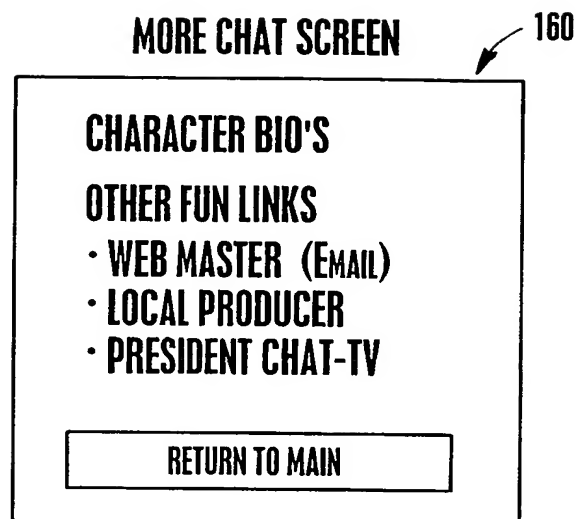 MORE CHAT SCREEN
160
CHARACTER BIO'S
OTHER FUN LINKS
· WEB MASTER (EMAIL)
· LOCAL PRODUCER
· PRESIDENT CHAT-TV
RETURN TO MAIN